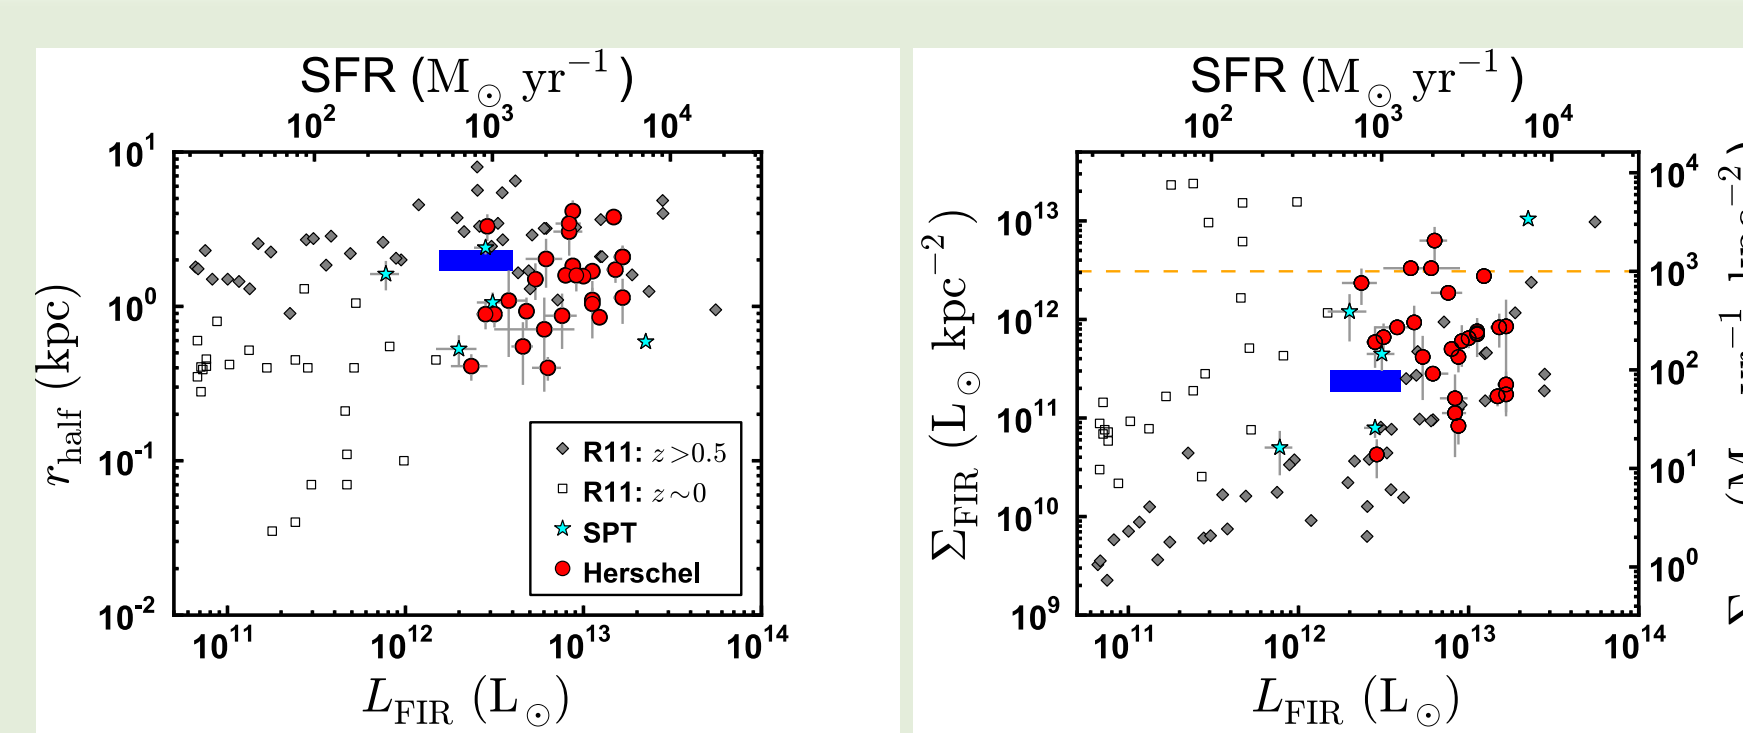 SFR (M⊙ yr⁻¹)
10² 10³ 10⁴
10¹
10⁰
10⁻¹
10⁻²
r_half (kpc)
R11: z>0.5
R11: z∼0
SPT
Herschel
10¹¹ 10¹² 10¹³ 10¹⁴
L_FIR (L⊙)
SFR (M⊙ yr⁻¹)
10² 10³ 10⁴
10¹³
10¹²
10¹¹
10¹⁰
10⁹
Σ_FIR (L⊙ kpc⁻²)
10⁴
10³
10²
10¹
10⁰
10¹¹ 10¹² 10¹³ 10¹⁴
L_FIR (L⊙)